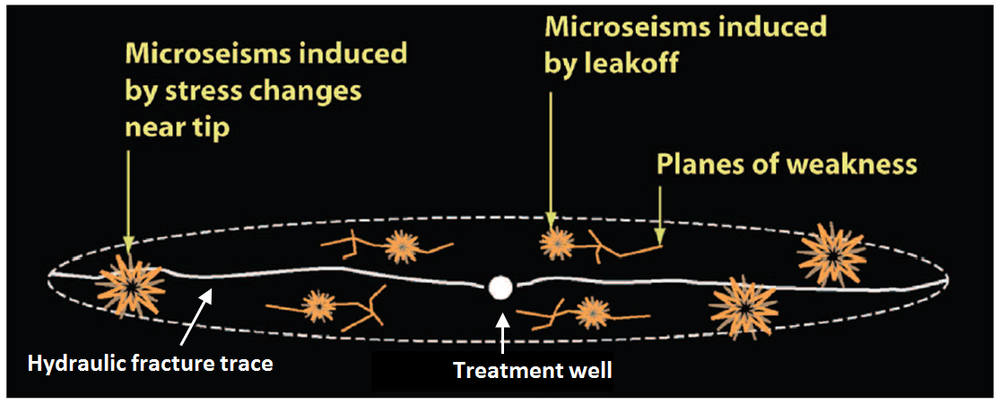 Microseisms induced
by stress changes
near tip
Microseisms induced
by leakoff
Planes of weakness
Hydraulic fracture trace
Treatment well